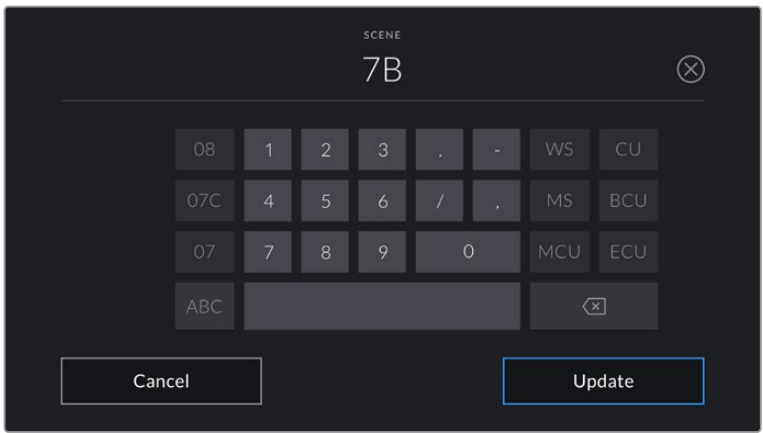 SCENE
7B
08 1 2 3 . - WS CU
07C 4 5 6 / , MS BCU
07 7 8 9 0 MCU ECU
ABC
Cancel Update